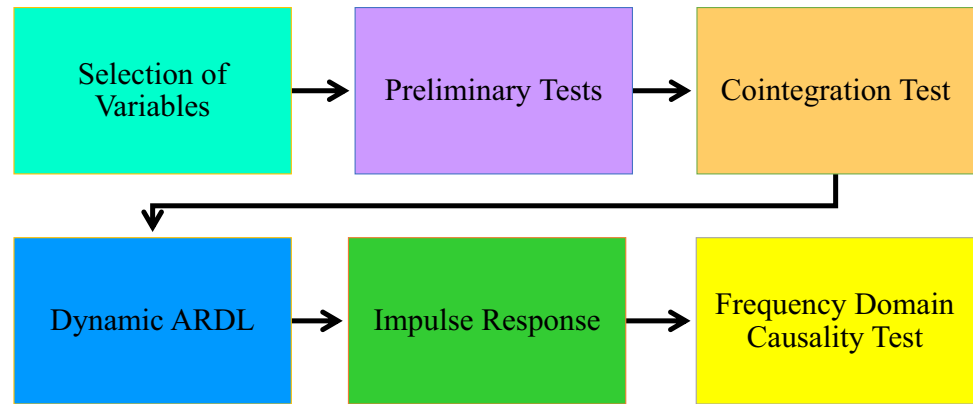 Selection of
Variables
Preliminary Tests
Cointegration Test
Dynamic ARDL
Impulse Response
Frequency Domain
Causality Test